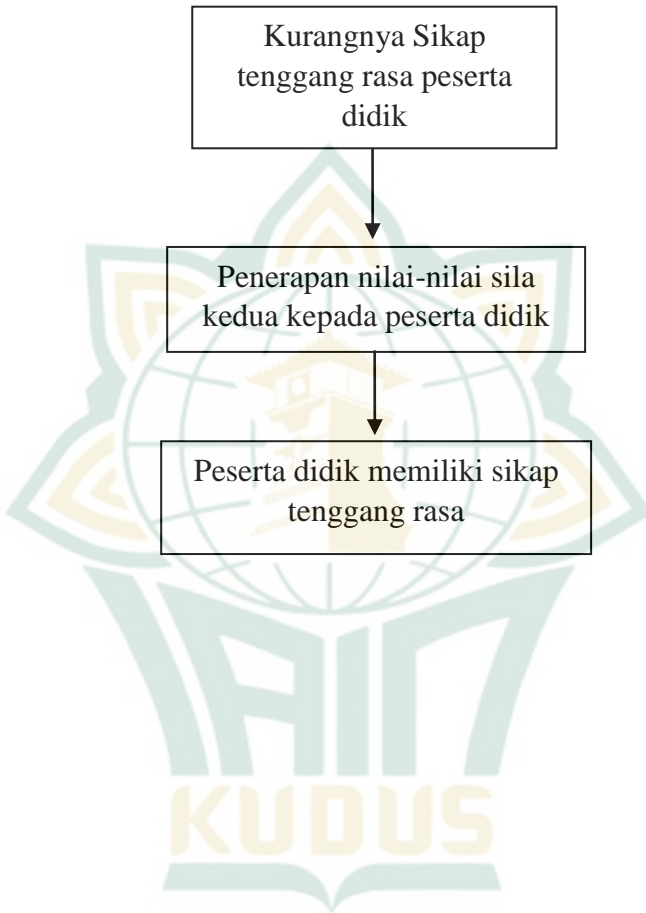 Kurangnya Sikap
tenggang rasa peserta
didik
Penerapan nilai-nilai sila
kedua kepada peserta didik
Peserta didik memiliki sikap
tenggang rasa
IAIN
KUDUS